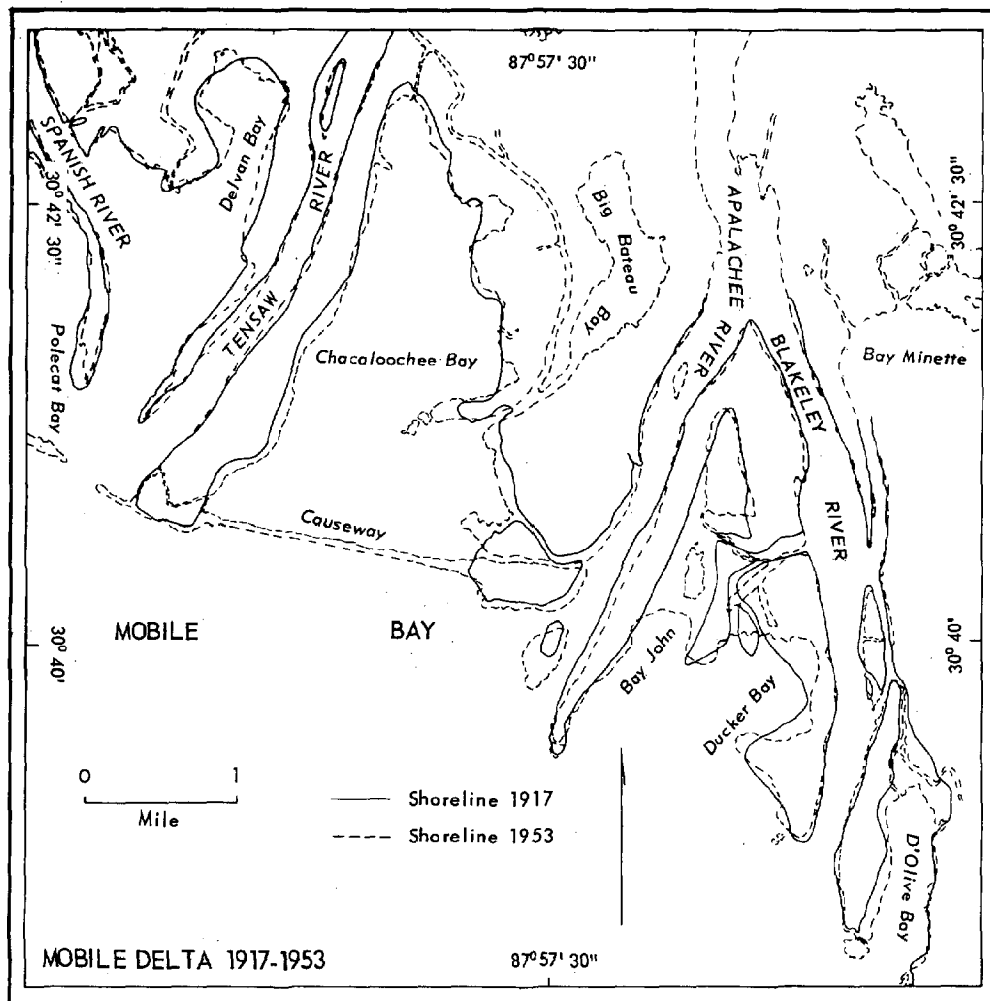 87° 57' 30"
SPANISH RIVER
30° 42' 30"
Delvan Bay
RIVER
TENSAW
Polecat Bay
Big Bateau Bay
APALACHEE RIVER
30° 42' 30"
Chacaloochee Bay
BLAKELEY
RIVER
Bay Minette
Causeway
MOBILE BAY
30° 40'
30° 40'
Bay John
Ducker Bay
D'Olive Bay
0 1
Mile
Shoreline 1917
Shoreline 1953
MOBILE DELTA 1917-1953
87° 57' 30"